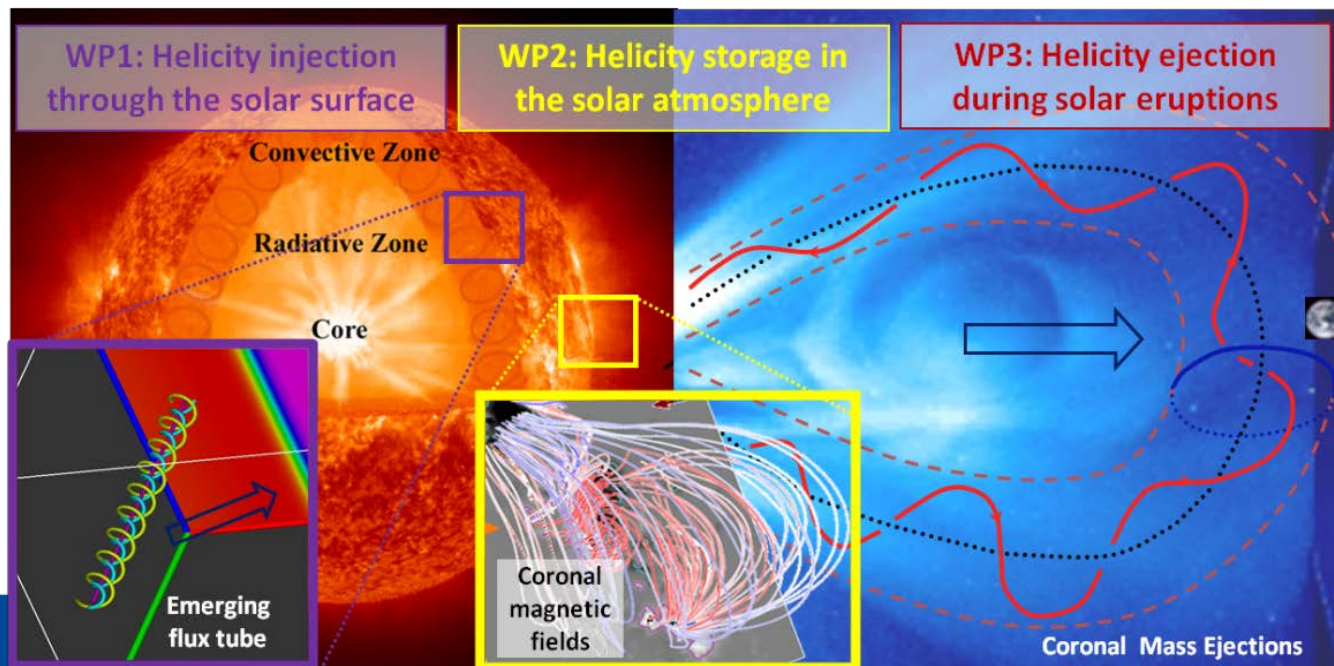 WP1: Helicity injection
through the solar surface
WP2: Helicity storage in
the solar atmosphere
WP3: Helicity ejection
during solar eruptions
Convective Zone
Radiative Zone
Core
Emerging
flux tube
Coronal
magnetic
fields
Coronal Mass Ejections